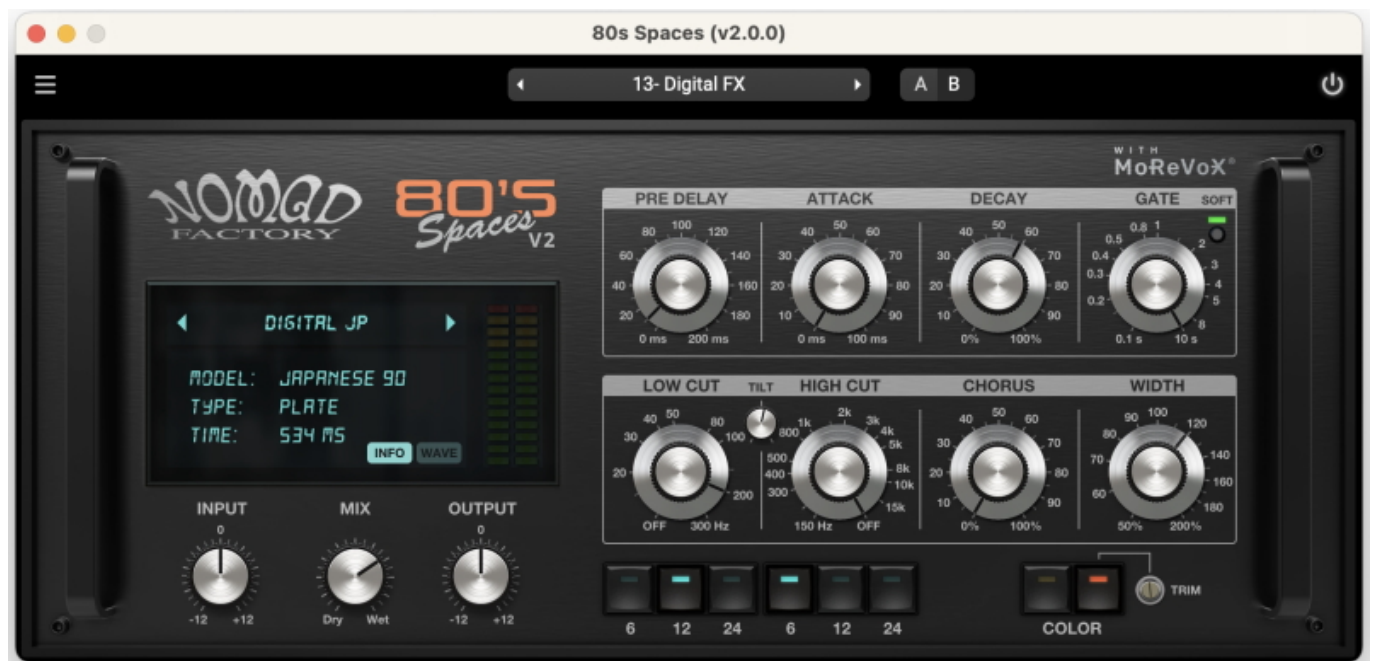 80s Spaces (v2.0.0)
13- Digital FX
A B
NOMAD
FACTORY
80'S
Spaces
V2
WITH
MoReVoX®
PRE DELAY ATTACK DECAY GATE SOFT
20 40 60 80 100 120 140 160 180
0 ms 200 ms
10 20 30 40 50 60 70 80 90
0 ms 100 ms
10 20 30 40 50 60 70 80 90
0% 100%
0.2 0.3 0.4 0.5 0.8 1 2 3 4 5 8
0.1 s 10 s
DIGITAL JP
MODEL: JAPANESE 90
TYPE: PLATE
TIME: 534 MS
INFO WAVE
LOW CUT TILT HIGH CUT CHORUS WIDTH
20 30 40 50 80 100 200
OFF 300 Hz
300 400 500 800 1k 2k 3k 4k 5k 8k 10k 15k
150 Hz OFF
10 20 30 40 50 60 70 80 90
0% 100%
60 70 80 90 100 120 140 160 180
50% 200%
INPUT MIX OUTPUT
0 0
-12 +12 Dry Wet -12 +12
6 12 24 6 12 24
COLOR
TRIM